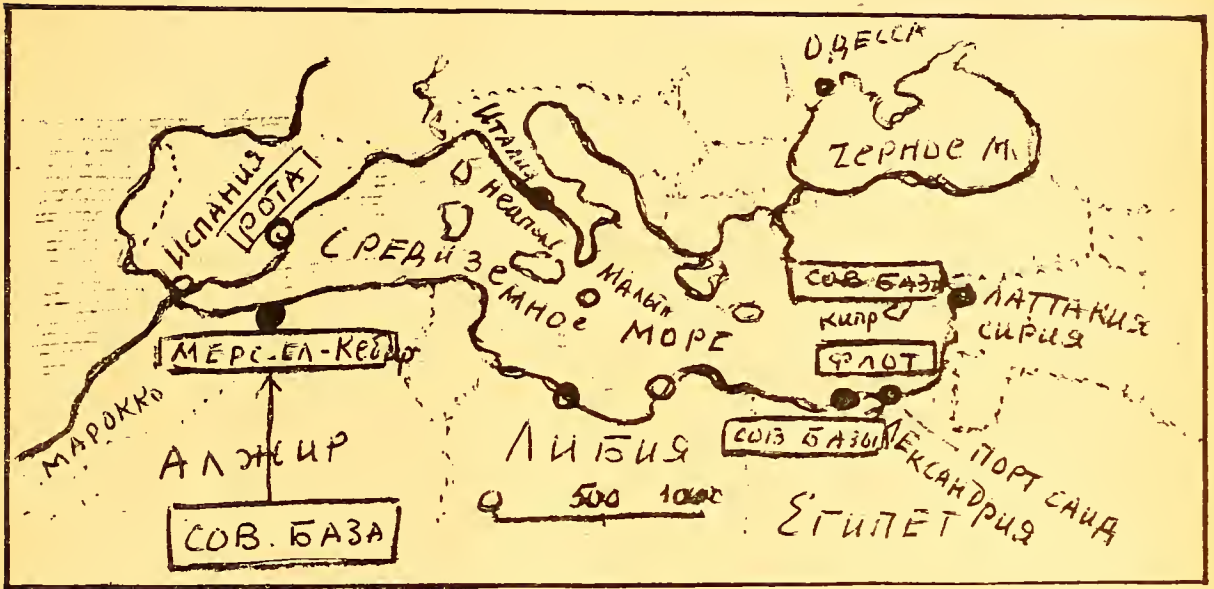 ОДЕССА
ЧЕРНОЕ М.
ИСПАНИЯ
РОТА
ИТАЛИЯ
НЕАПОЛЬ
СРЕДИЗЕМНОЕ МОРЕ
МАЛЬТА
СОВ. БАЗА
КИПР
ЛАТТАКИЯ
СИРИЯ
ФЛОТ
МЕРС-ЕЛ-КЕБИР
МАРОККО
АЛЖИР
СОВ. БАЗА
ЛИБИЯ
500 1000
БАЗЫ
АЛЕКСАНДРИЯ
ПОРТ САИД
ЕГИПЕТ